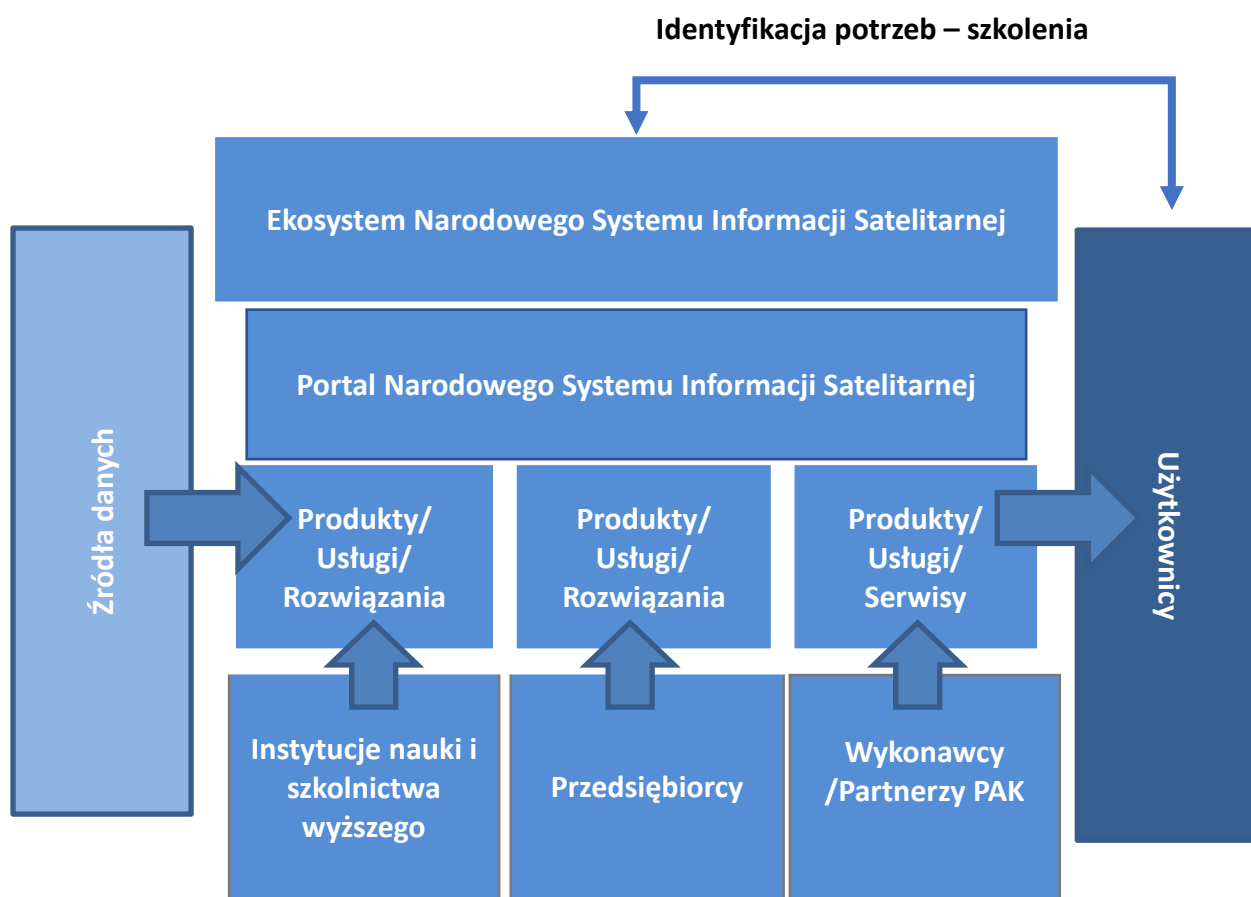 Identyfikacja potrzeb – szkolenia
Ekosystem Narodowego Systemu Informacji Satelitarnej
Portal Narodowego Systemu Informacji Satelitarnej
Źródła danych
Produkty/
Usługi/
Rozwiązania
Produkty/
Usługi/
Rozwiązania
Produkty/
Usługi/
Serwisy
Użytkownicy
Instytucje nauki i
szkolnictwa
wyższego
Przedsiębiorcy
Wykonawcy
/Partnerzy PAK